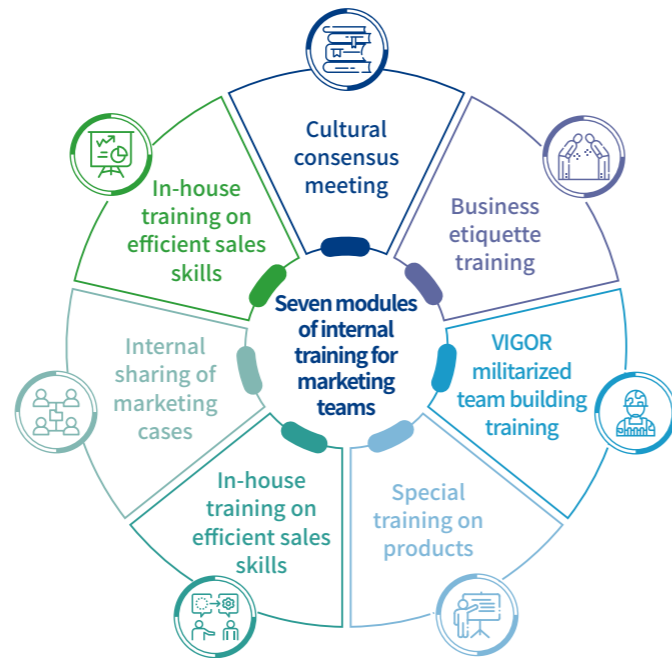 Cultural
consensus
meeting
Business
etiquette
training
VIGOR
militarized
team building
training
Special
training on
products
In-house
training on
efficient sales
skills
Internal
sharing of
marketing
cases
In-house
training on
efficient sales
skills
Seven modules
of internal
training for
marketing
teams